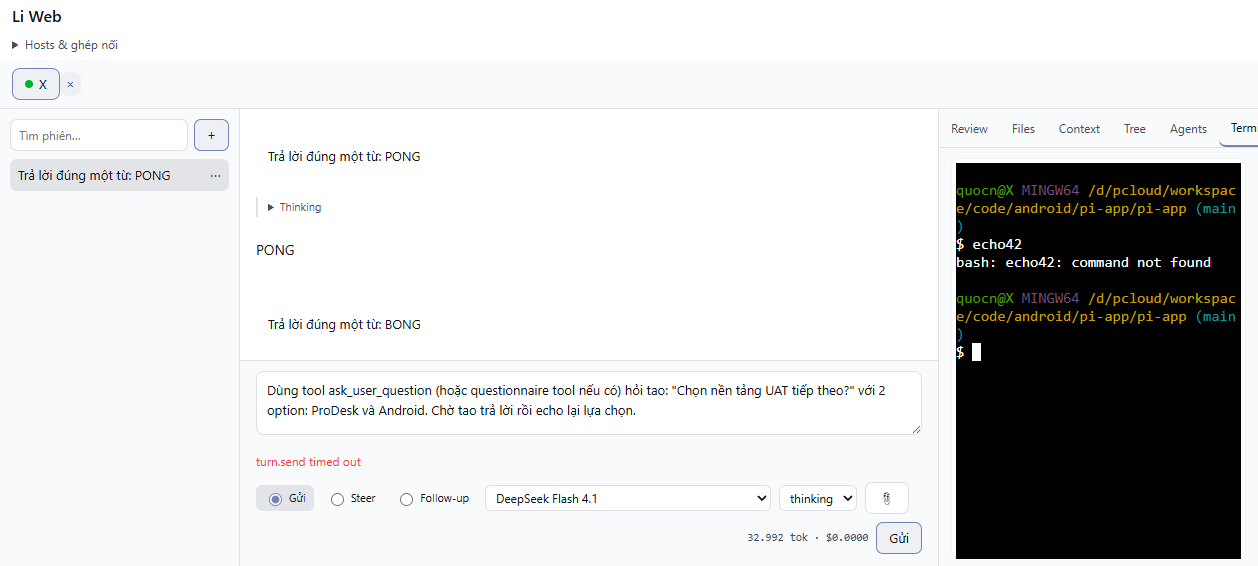 Li Web
▶ Hosts & ghép nối
X ×
Tìm phiên...
+
Trả lời đúng một từ: PONG ...
Trả lời đúng một từ: PONG
▶ Thinking
PONG
Trả lời đúng một từ: BONG
Dùng tool ask_user_question (hoặc questionnaire tool nếu có) hỏi tao: "Chọn nền tảng UAT tiếp theo?" với 2
option: ProDesk và Android. Chờ tao trả lời rồi echo lại lựa chọn.
turn.send timed out
Gửi Steer Follow-up DeepSeek Flash 4.1 thinking
32.992 tok · $0.0000 Gửi
Review Files Context Tree Agents Term
quocn@X MINGW64 /d/pcloud/workspac
e/code/android/pi-app/pi-app (main
)
$ echo42
bash: echo42: command not found
quocn@X MINGW64 /d/pcloud/workspac
e/code/android/pi-app/pi-app (main
)
$